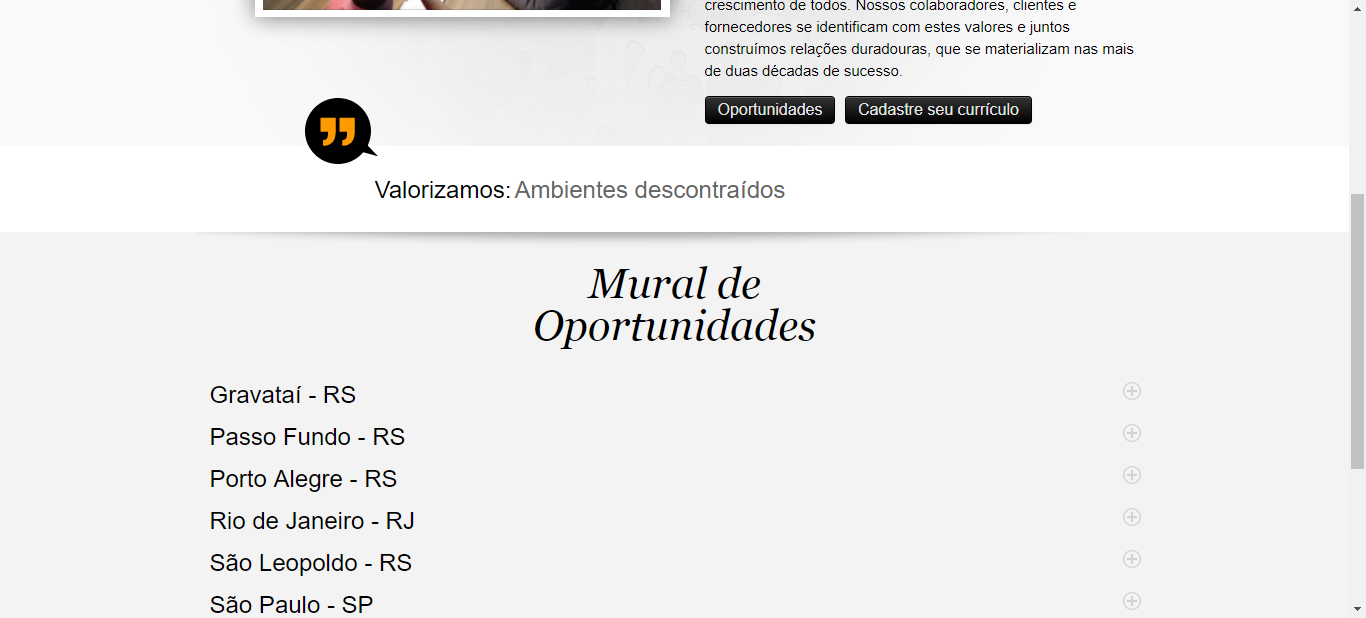 crescimento de todos. Nossos colaboradores, clientes e
fornecedores se identificam com estes valores e juntos
construímos relações duradouras, que se materializam nas mais
de duas décadas de sucesso.
Oportunidades
Cadastre seu currículo
Valorizamos: Ambientes descontraídos
Mural de
Oportunidades
Gravataí - RS
Passo Fundo - RS
Porto Alegre - RS
Rio de Janeiro - RJ
São Leopoldo - RS
São Paulo - SP